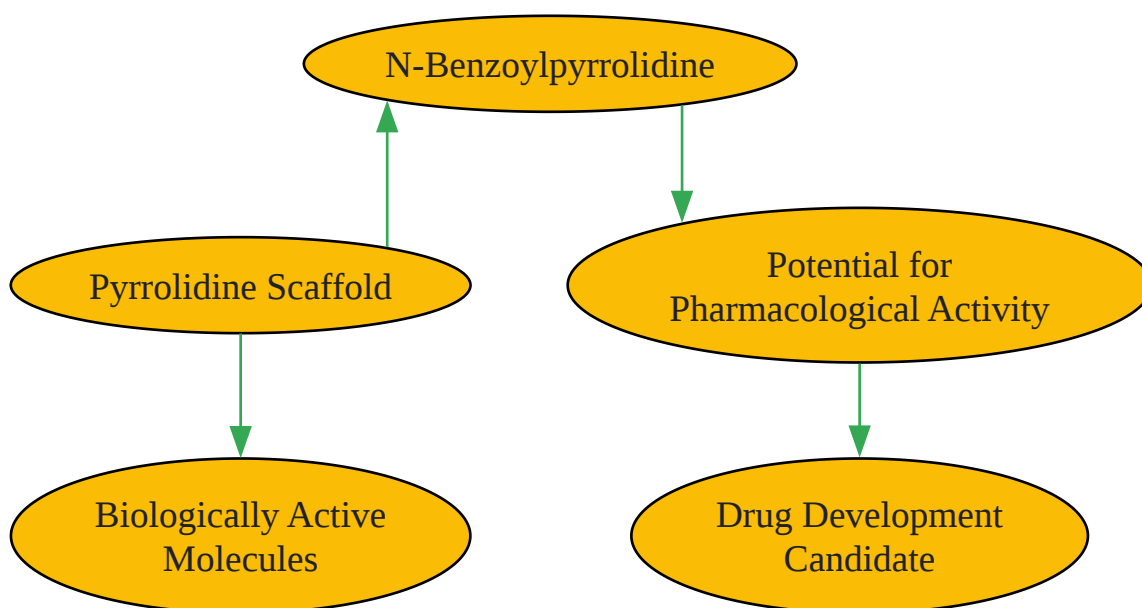 N-Benzoylpyrrolidine
Pyrrolidine Scaffold
Potential for
Pharmacological Activity
Biologically Active
Molecules
Drug Development
Candidate